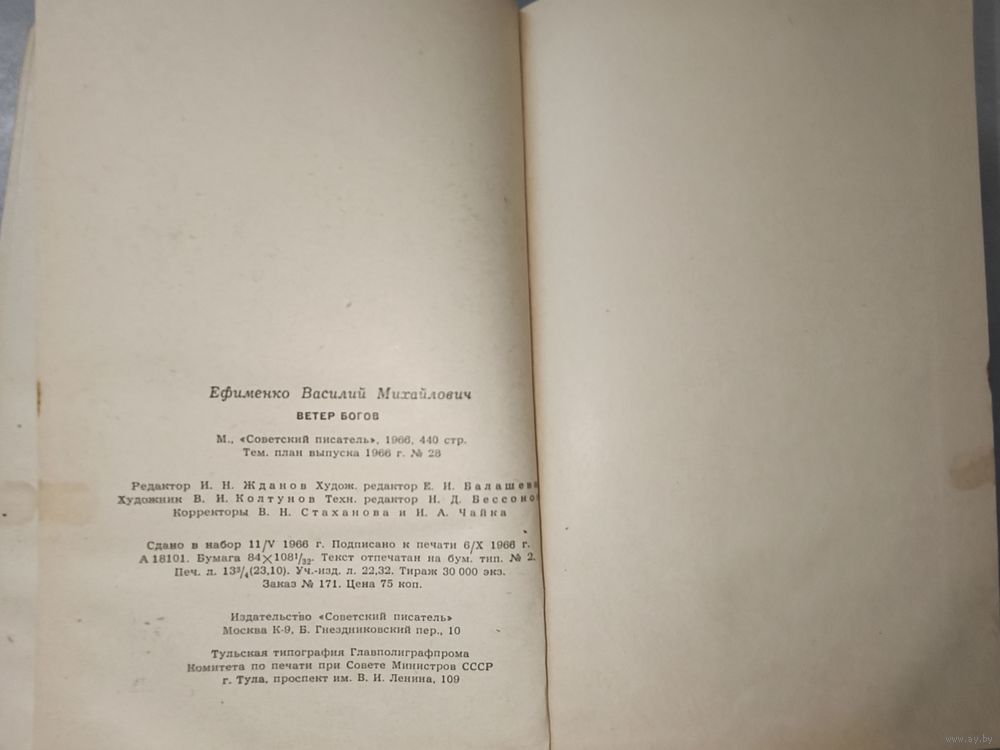 Ефименко Василий Михайлович
ВЕТЕР БОГОВ
М., «Советский писатель», 1966, 440 стр.
Тем. план выпуска 1966 г. № 28
Редактор И. Н. Жданов Худож. редактор Е. И. Балашева
Художник В. И. Колтунов Техн. редактор И. Д. Бессоно
Корректоры В. Н. Стаханова и И. А. Чайка
Сдано в набор 11/V 1966 г. Подписано к печати 6/X 1966 г.
А 18101. Бумага 84×108¹/₃₂. Текст отпечатан на бум. тип. № 2.
Печ. л. 13³/₄(23,10). Уч.-изд. л. 22,32. Тираж 30 000 экз.
Заказ № 171. Цена 75 коп.
Издательство «Советский писатель»
Москва К-9, Б. Гнездниковский пер., 10
Тульская типография Главполиграфпрома
Комитета по печати при Совете Министров СССР
г. Тула, проспект им. В. И. Ленина, 109
www.ay.by